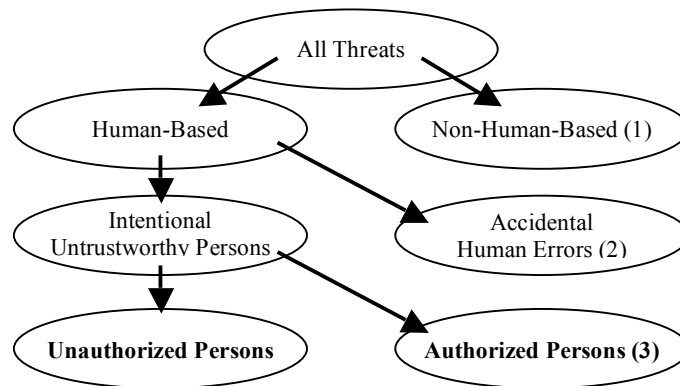 All Threats
Human-Based
Non-Human-Based (1)
Intentional
Untrustworthy Persons
Accidental
Human Errors (2)
Unauthorized Persons
Authorized Persons (3)